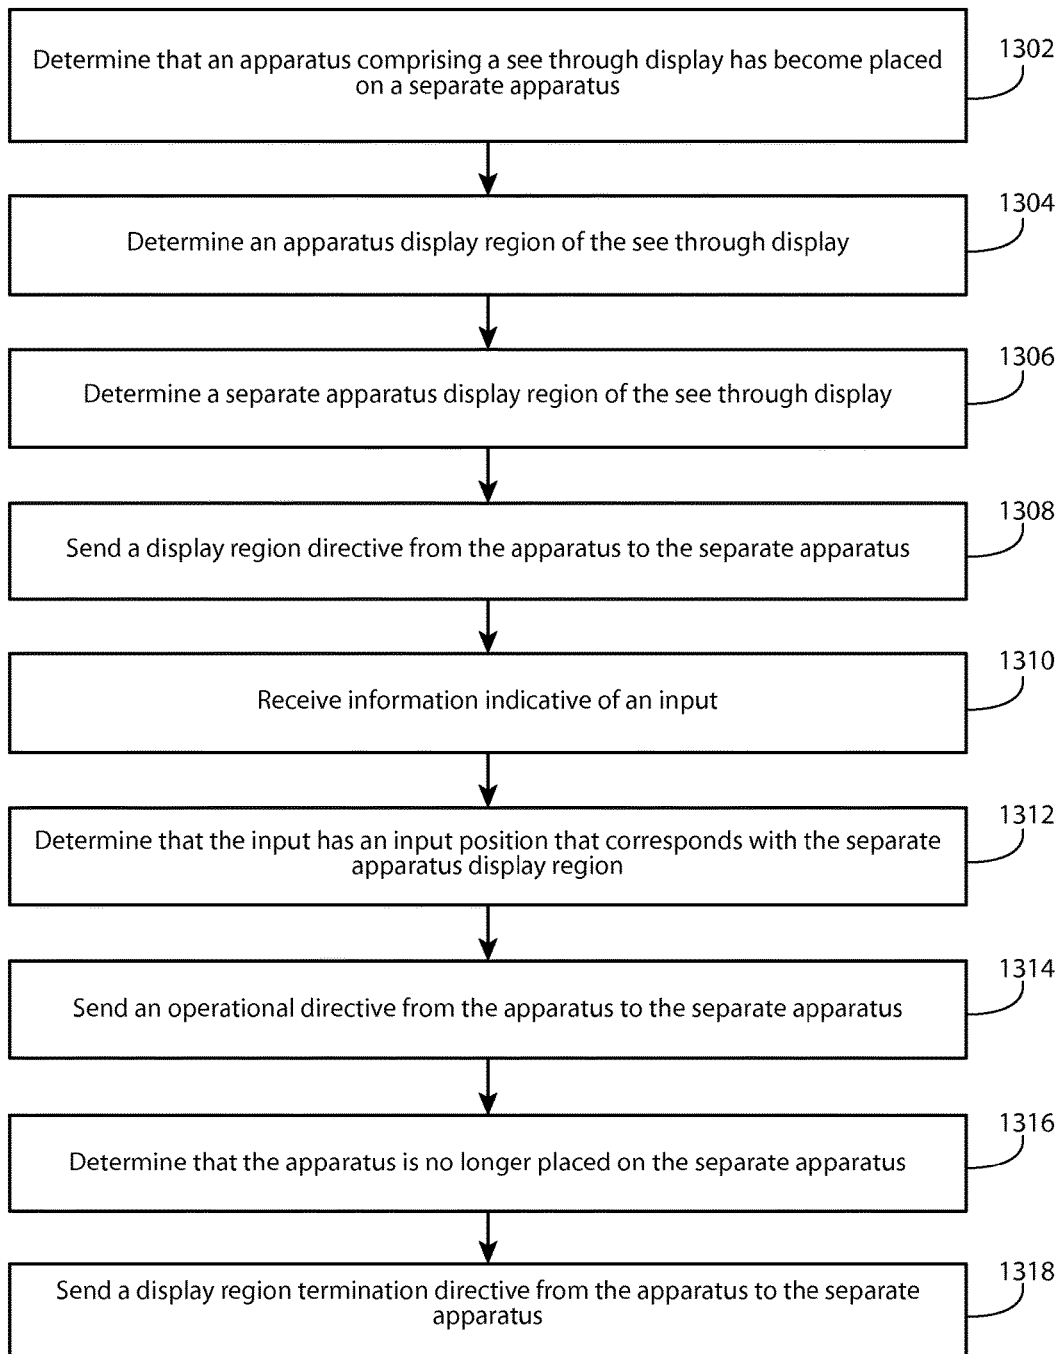 Determine that an apparatus comprising a see through display has become placed
on a separate apparatus
1302
Determine an apparatus display region of the see through display
1304
Determine a separate apparatus display region of the see through display
1306
Send a display region directive from the apparatus to the separate apparatus
1308
Receive information indicative of an input
1310
Determine that the input has an input position that corresponds with the separate
apparatus display region
1312
Send an operational directive from the apparatus to the separate apparatus
1314
Determine that the apparatus is no longer placed on the separate apparatus
1316
Send a display region termination directive from the apparatus to the separate
apparatus
1318